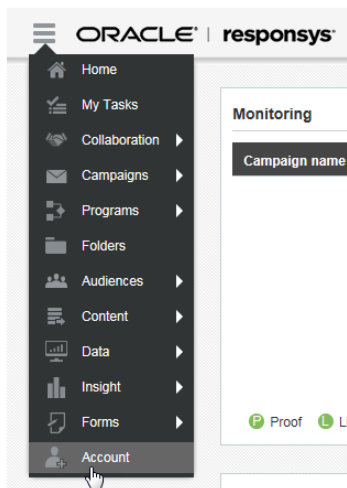 ORACLE | responsys
Home
My Tasks
Monitoring
Collaboration
Campaign name
Campaigns
Programs
Folders
Audiences
Content
Data
Insight
Forms
P Proof L
Account